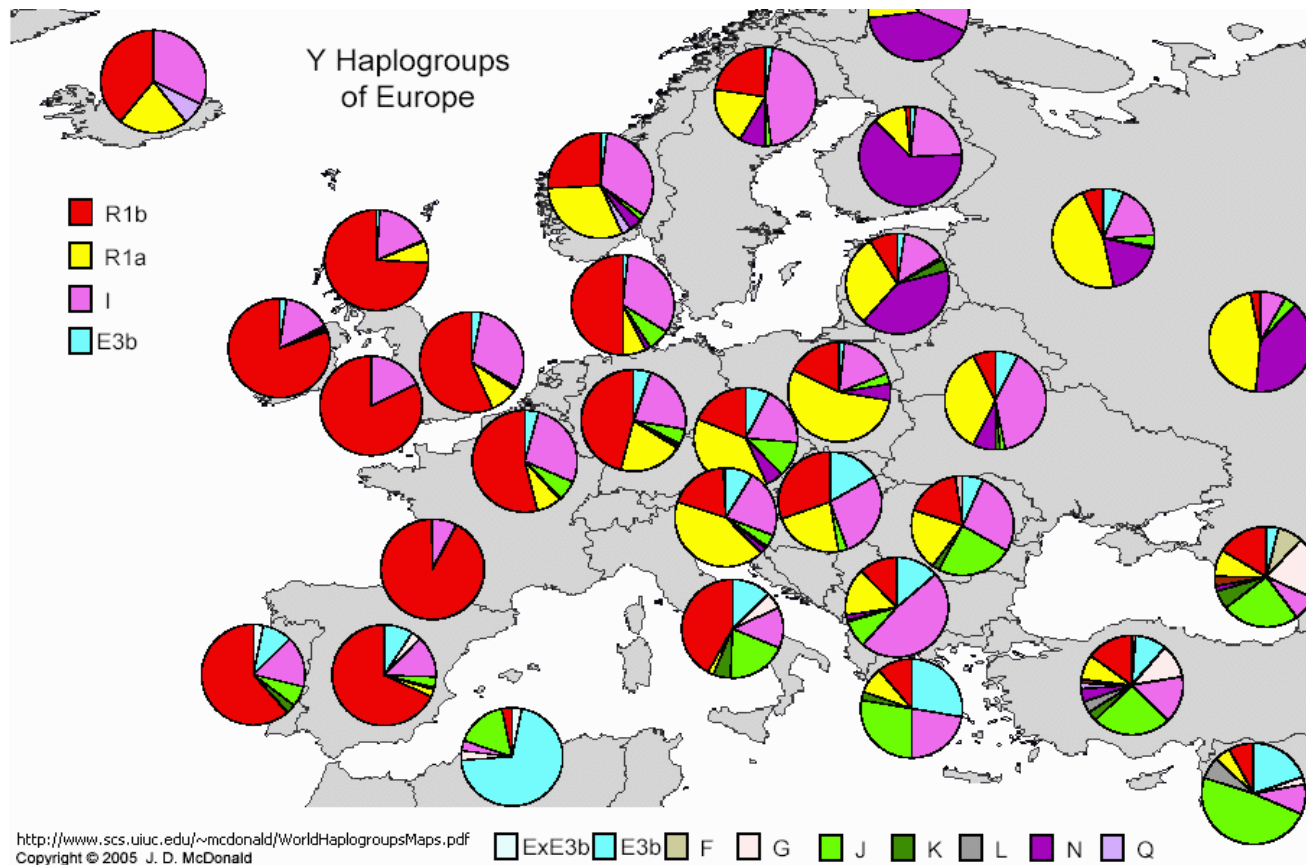 Y Haplogroups
of Europe
R1b
R1a
I
E3b
http://www.scs.uiuc.edu/~mcdonald/WorldHaplogroupsMaps.pdf
Copyright © 2005 J. D. McDonald
ExE3b E3b F G J K L N Q